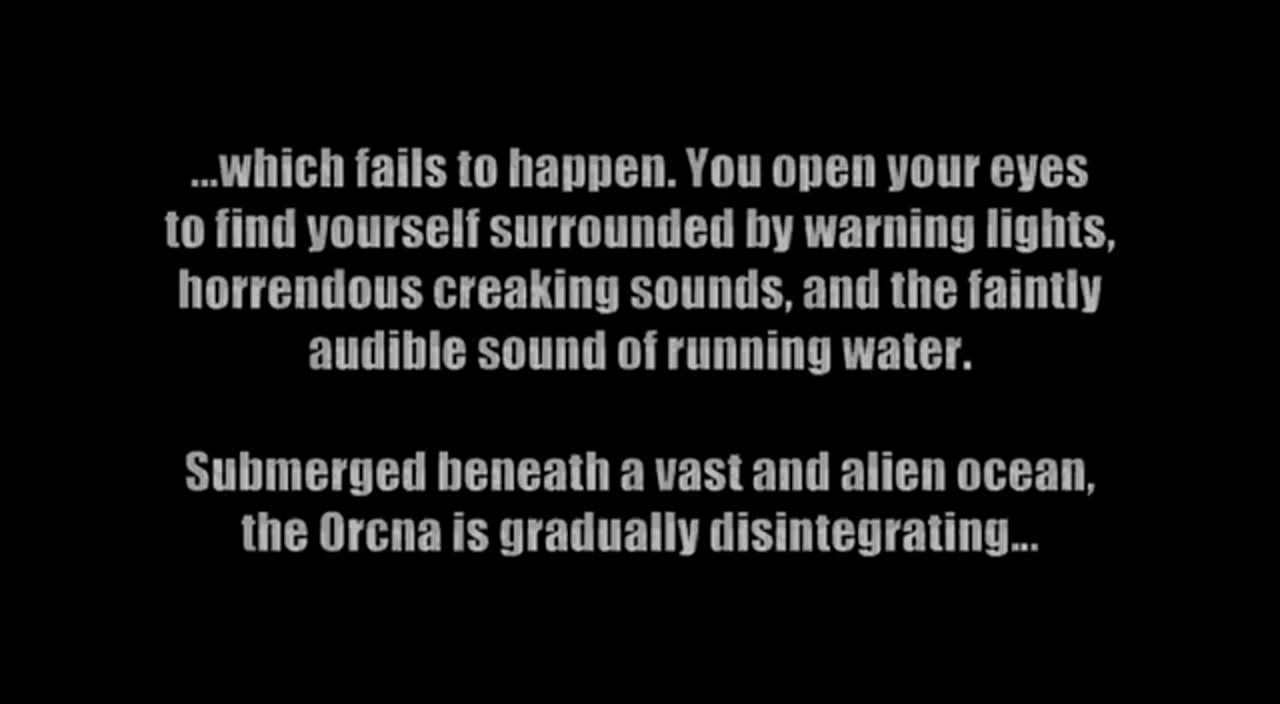 ...which fails to happen. You open your eyes
to find yourself surrounded by warning lights,
horrendous creaking sounds, and the faintly
audible sound of running water.
Submerged beneath a vast and alien ocean,
the Orcna is gradually disintegrating...